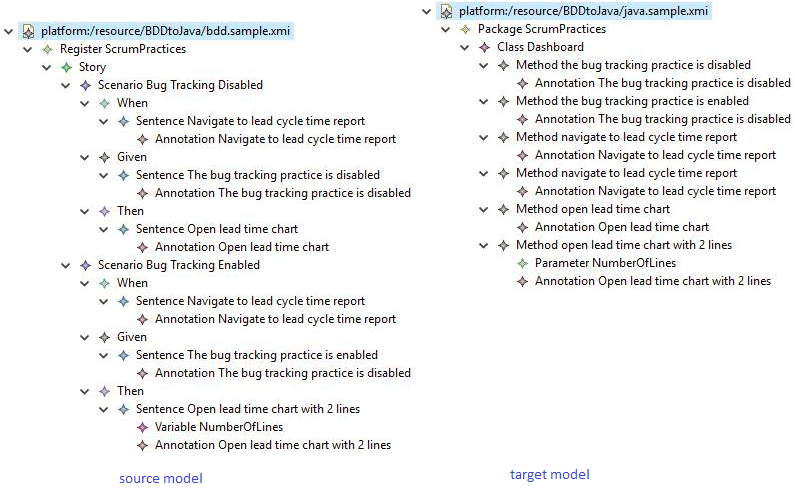 platform:/resource/BDDtoJava/bdd.sample.xmi
Register ScrumPractices
Story
Scenario Bug Tracking Disabled
When
Sentence Navigate to lead cycle time report
Annotation Navigate to lead cycle time report
Given
Sentence The bug tracking practice is disabled
Annotation The bug tracking practice is disabled
Then
Sentence Open lead time chart
Annotation Open lead time chart
Scenario Bug Tracking Enabled
When
Sentence Navigate to lead cycle time report
Annotation Navigate to lead cycle time report
Given
Sentence The bug tracking practice is enabled
Annotation The bug tracking practice is disabled
Then
Sentence Open lead time chart with 2 lines
Variable NumberOfLines
Annotation Open lead time chart with 2 lines
source model
platform:/resource/BDDtoJava/java.sample.xmi
Package ScrumPractices
Class Dashboard
Method the bug tracking practice is disabled
Annotation The bug tracking practice is disabled
Method the bug tracking practice is enabled
Annotation The bug tracking practice is disabled
Method navigate to lead cycle time report
Annotation Navigate to lead cycle time report
Method navigate to lead cycle time report
Annotation Navigate to lead cycle time report
Method open lead time chart
Annotation Open lead time chart
Method open lead time chart with 2 lines
Parameter NumberOfLines
Annotation Open lead time chart with 2 lines
target model